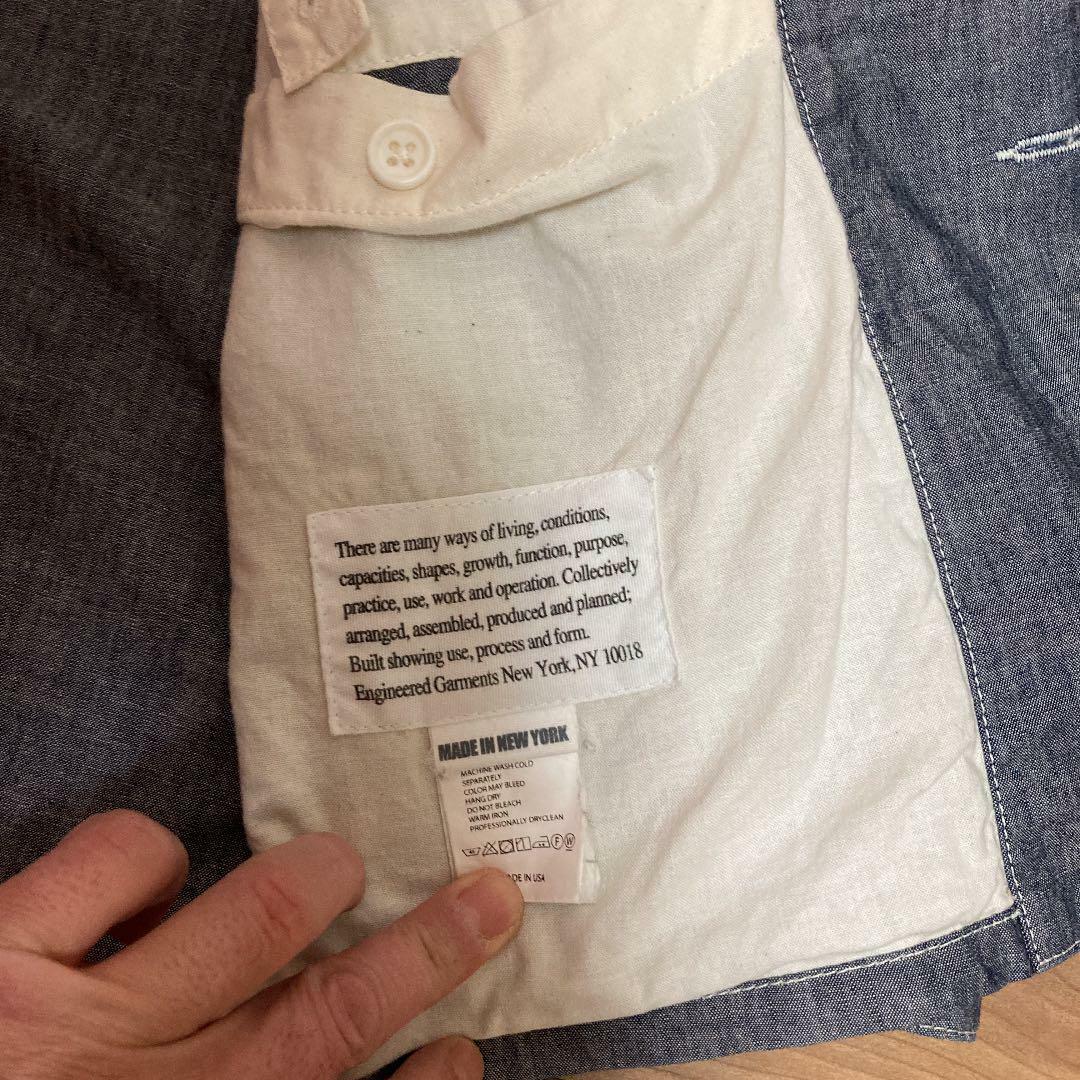 There are many ways of living, conditions,
capacities, shapes, growth, function, purpose,
practice, use, work and operation. Collectively
arranged, assembled, produced and planned;
Built showing use, process and form.
Engineered Garments New York, NY 10018
MADE IN NEW YORK
MACHINE WASH COLD
SEPARATELY
COLOR MAY BLEED
HANG DRY
DO NOT BLEACH
WARM IRON
PROFESSIONALLY DRYCLEAN
F W
IN USA